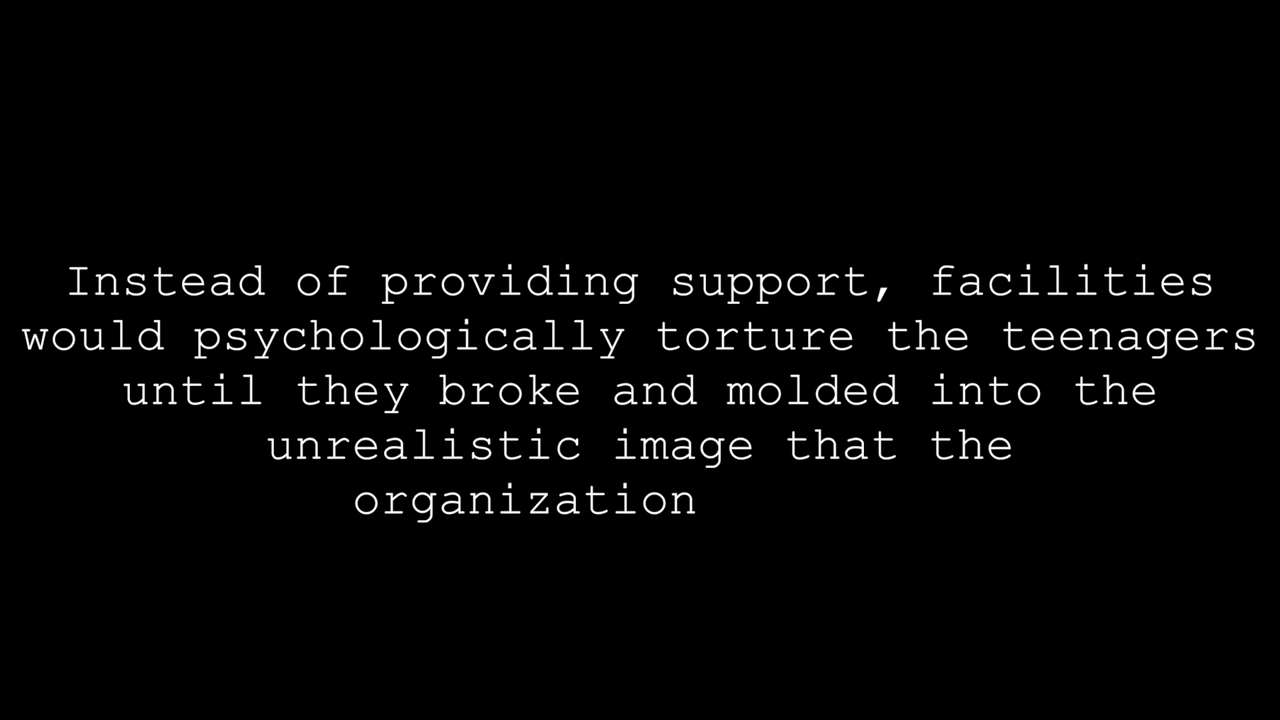 Instead of providing support, facilities
would psychologically torture the teenagers
until they broke and molded into the
unrealistic image that the
organization